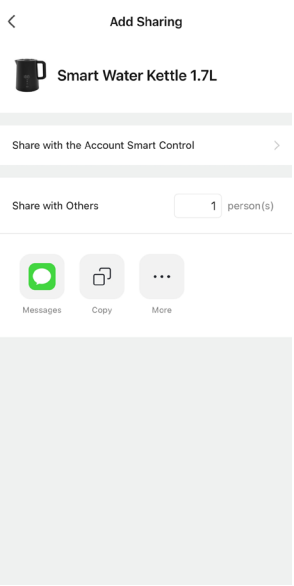 Add Sharing
Smart Water Kettle 1.7L
Share with the Account Smart Control
Share with Others 1 person(s)
Messages Copy More